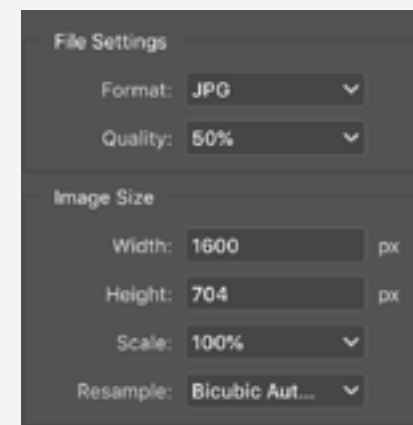 File Settings
Format: JPG
Quality: 50%
Image Size
Width: 1600 px
Height: 704 px
Scale: 100%
Resample: Bicubic Aut...